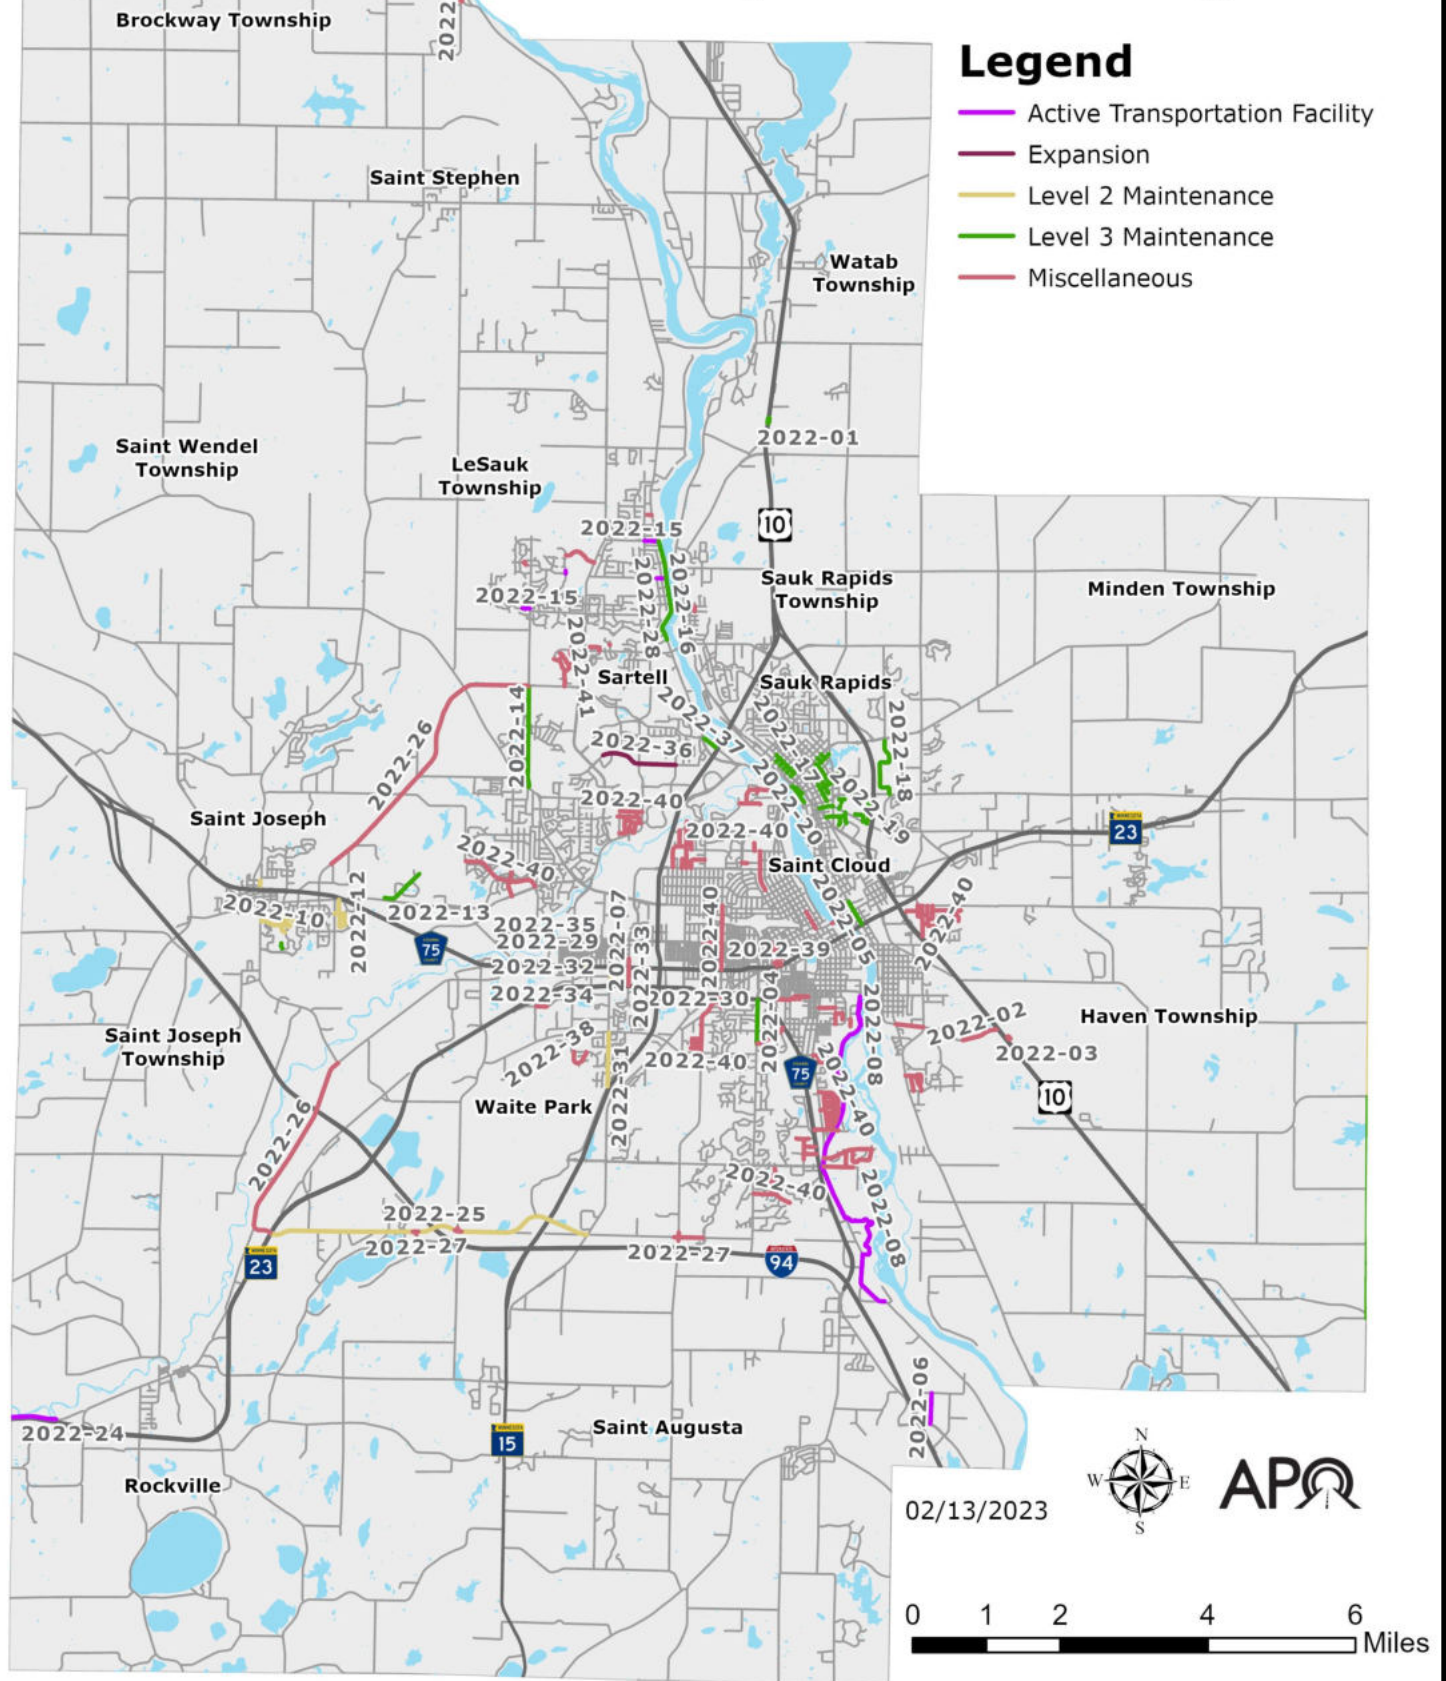 Brockway Township
2022
Legend
Active Transportation Facility
Expansion
Level 2 Maintenance
Level 3 Maintenance
Miscellaneous
Saint Stephen
Watab
Township
2022-01
Saint Wendel
Township
LeSauk
Township
10
2022-15
2022-16
2022-28
2022-15
2022-41
Sauk Rapids
Township
Minden Township
Sartell
Sauk Rapids
2022-37
2022-14
2022-26
2022-36
2022-17
2022-18
2022-20
2022-19
2022-40
2022-40
2022-40
Saint Joseph
MINNESOTA
23
Saint Cloud
2022-12
2022-10
2022-13
75
2022-35
2022-29
2022-32
2022-34
2022-07
2022-33
2022-40
2022-39
2022-05
2022-40
2022-30
2022-04
2022-08
2022-02
2022-03
Haven Township
Saint Joseph
Township
2022-38
2022-31
2022-40
75
2022-40
10
Waite Park
2022-26
2022-40
2022-08
2022-25
2022-27
2022-27
MINNESOTA
23
94
2022-06
2022-24
MINNESOTA
15
Saint Augusta
Rockville
02/13/2023
N
W
E
S
APO
0 1 2 4 6
Miles